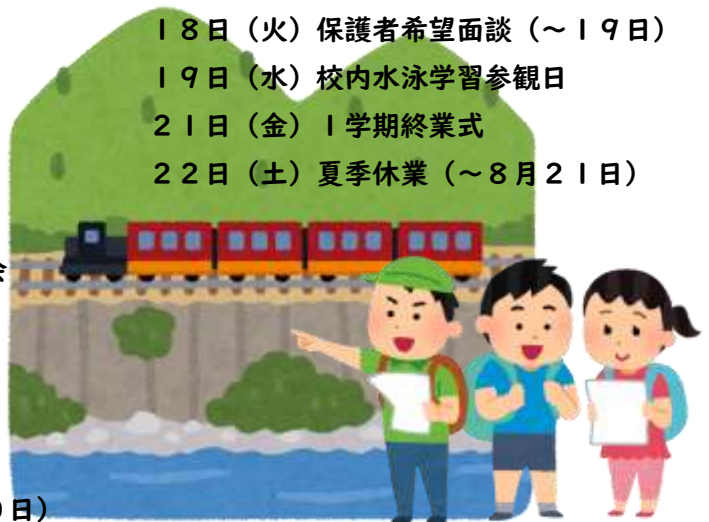 １８日（火）保護者希望面談（～１９日）
１９日（水）校内水泳学習参観日
２１日（金）１学期終業式
２２日（土）夏季休業（～８月２１日）
会
日）